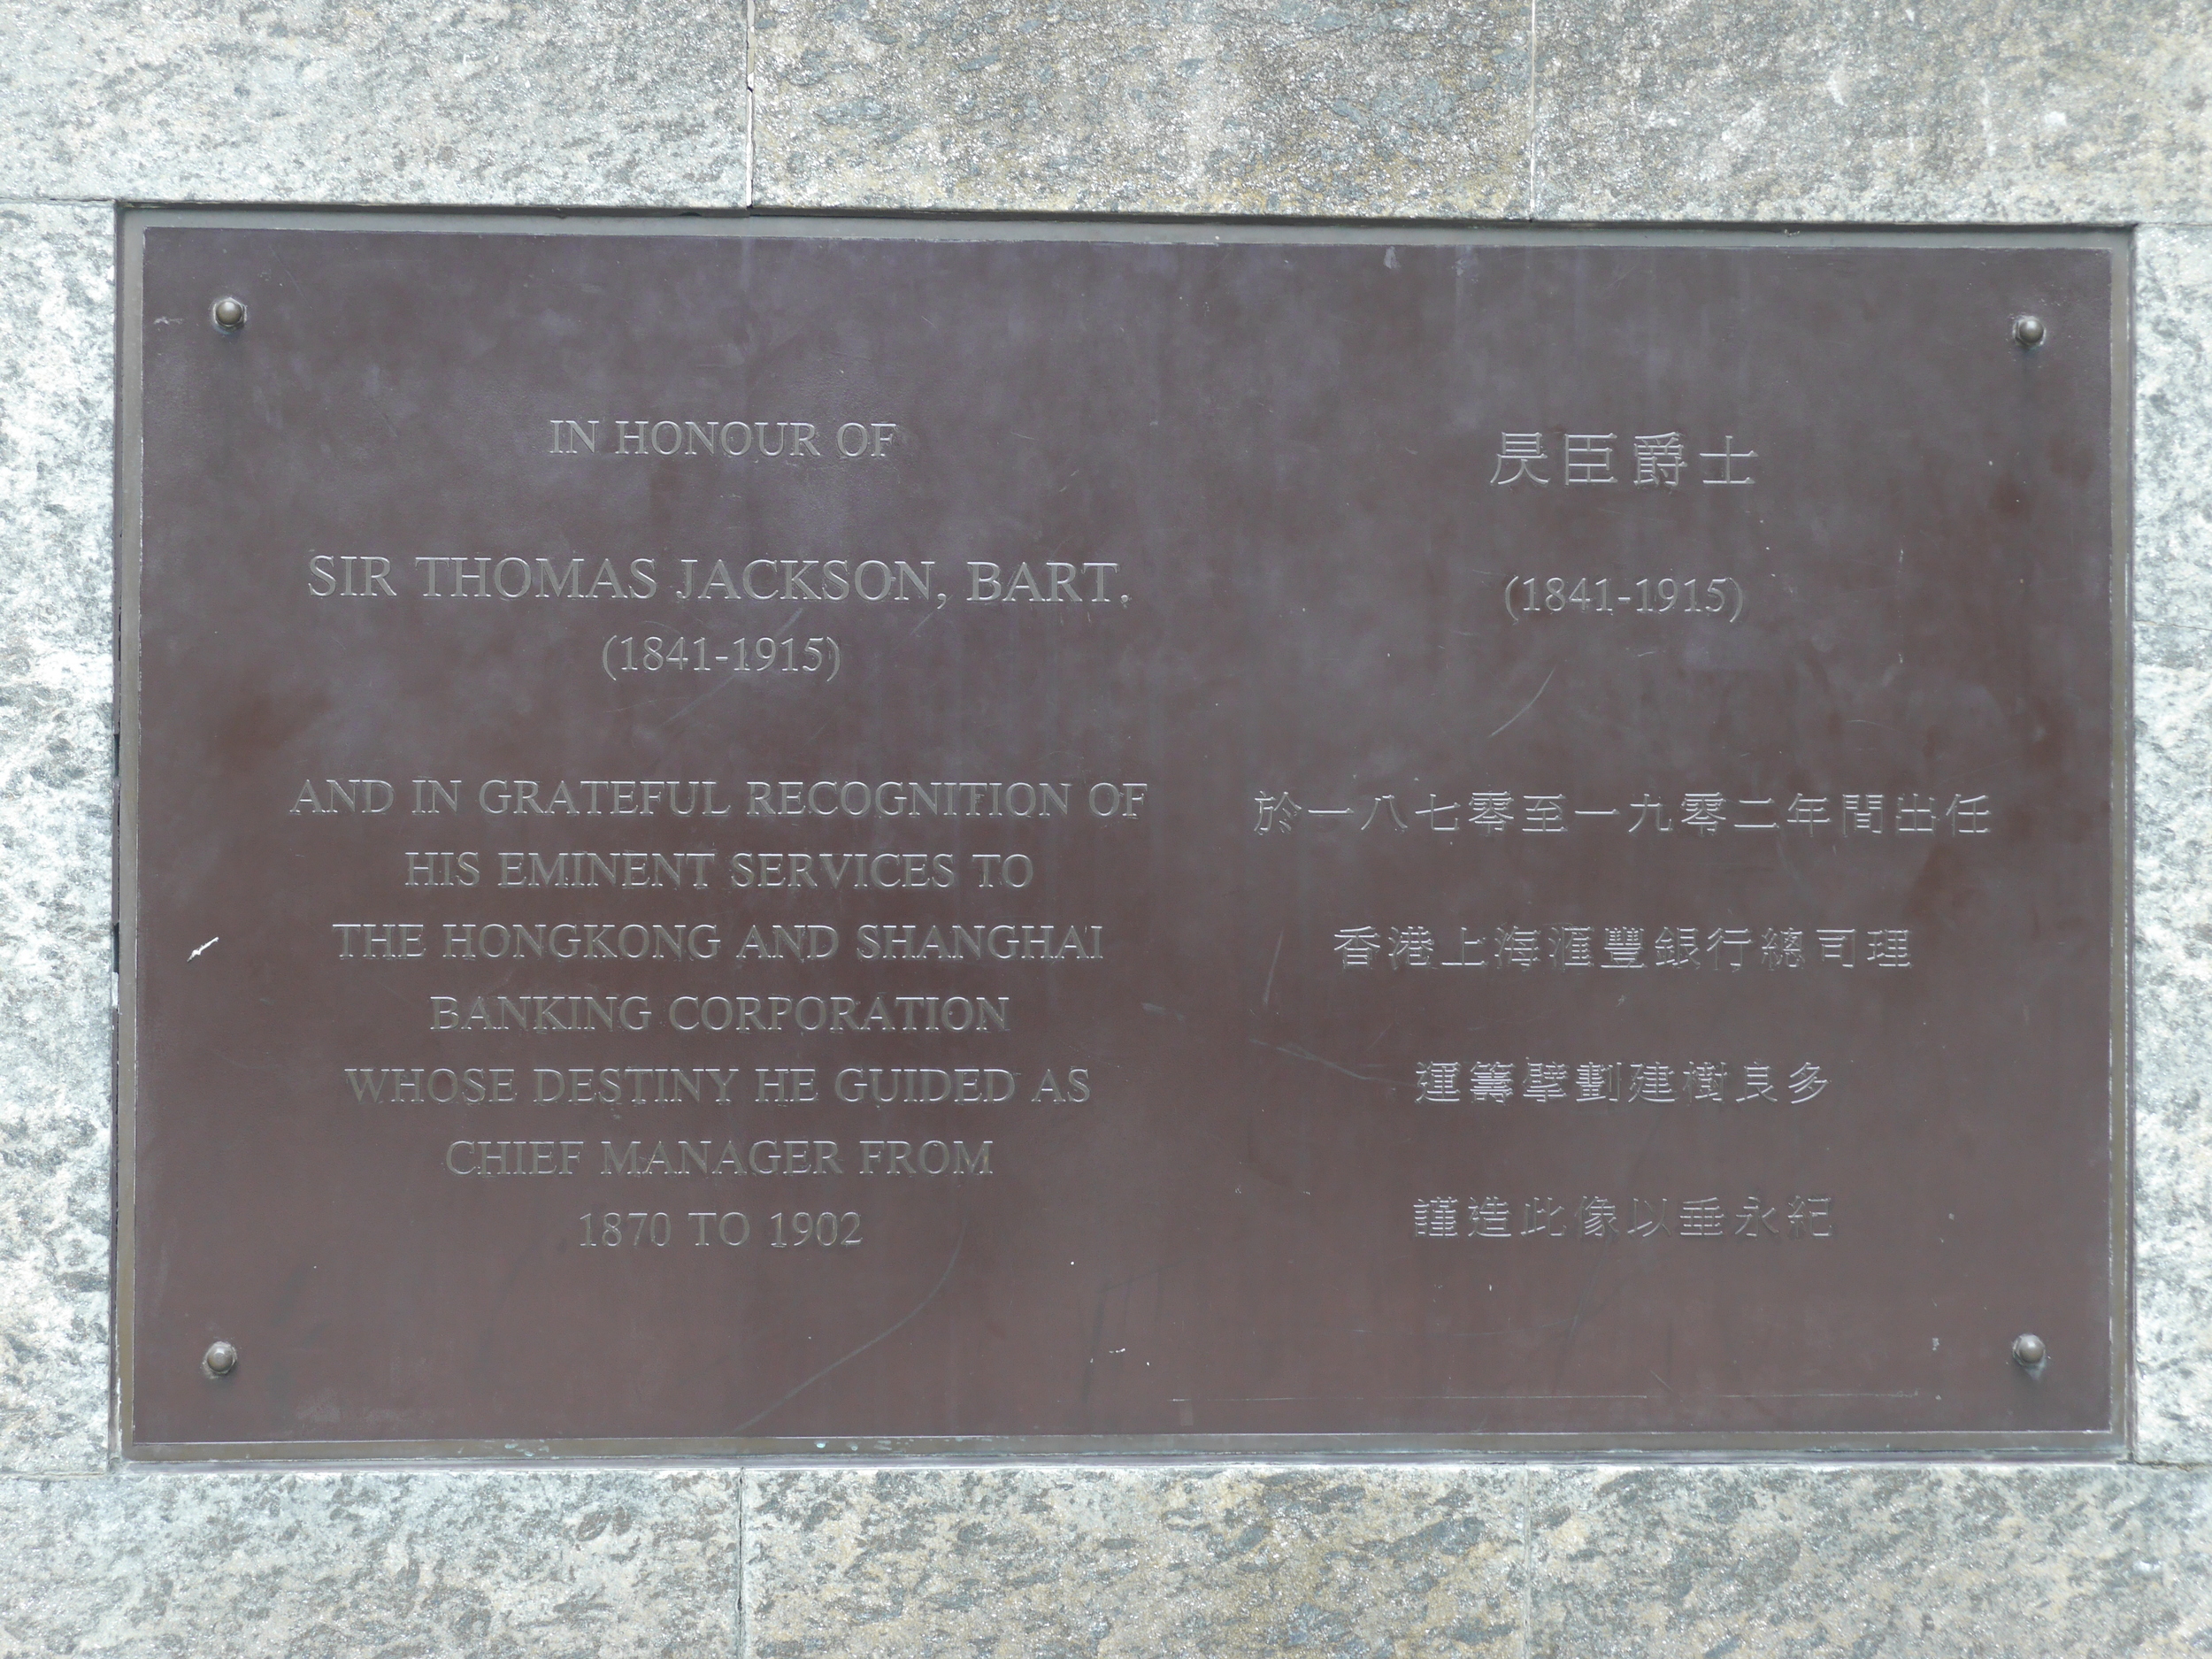 IN HONOUR OF
SIR THOMAS JACKSON, BART.
(1841-1915)
AND IN GRATEFUL RECOGNITION OF
HIS EMINENT SERVICES TO
THE HONGKONG AND SHANGHAI
BANKING CORPORATION
WHOSE DESTINY HE GUIDED AS
CHIEF MANAGER FROM
1870 TO 1902
昃臣爵士
(1841-1915)
於一八七零至一九零二年間出任
香港上海滙豐銀行總司理
運籌擘劃建樹良多
謹造此像以垂永紀